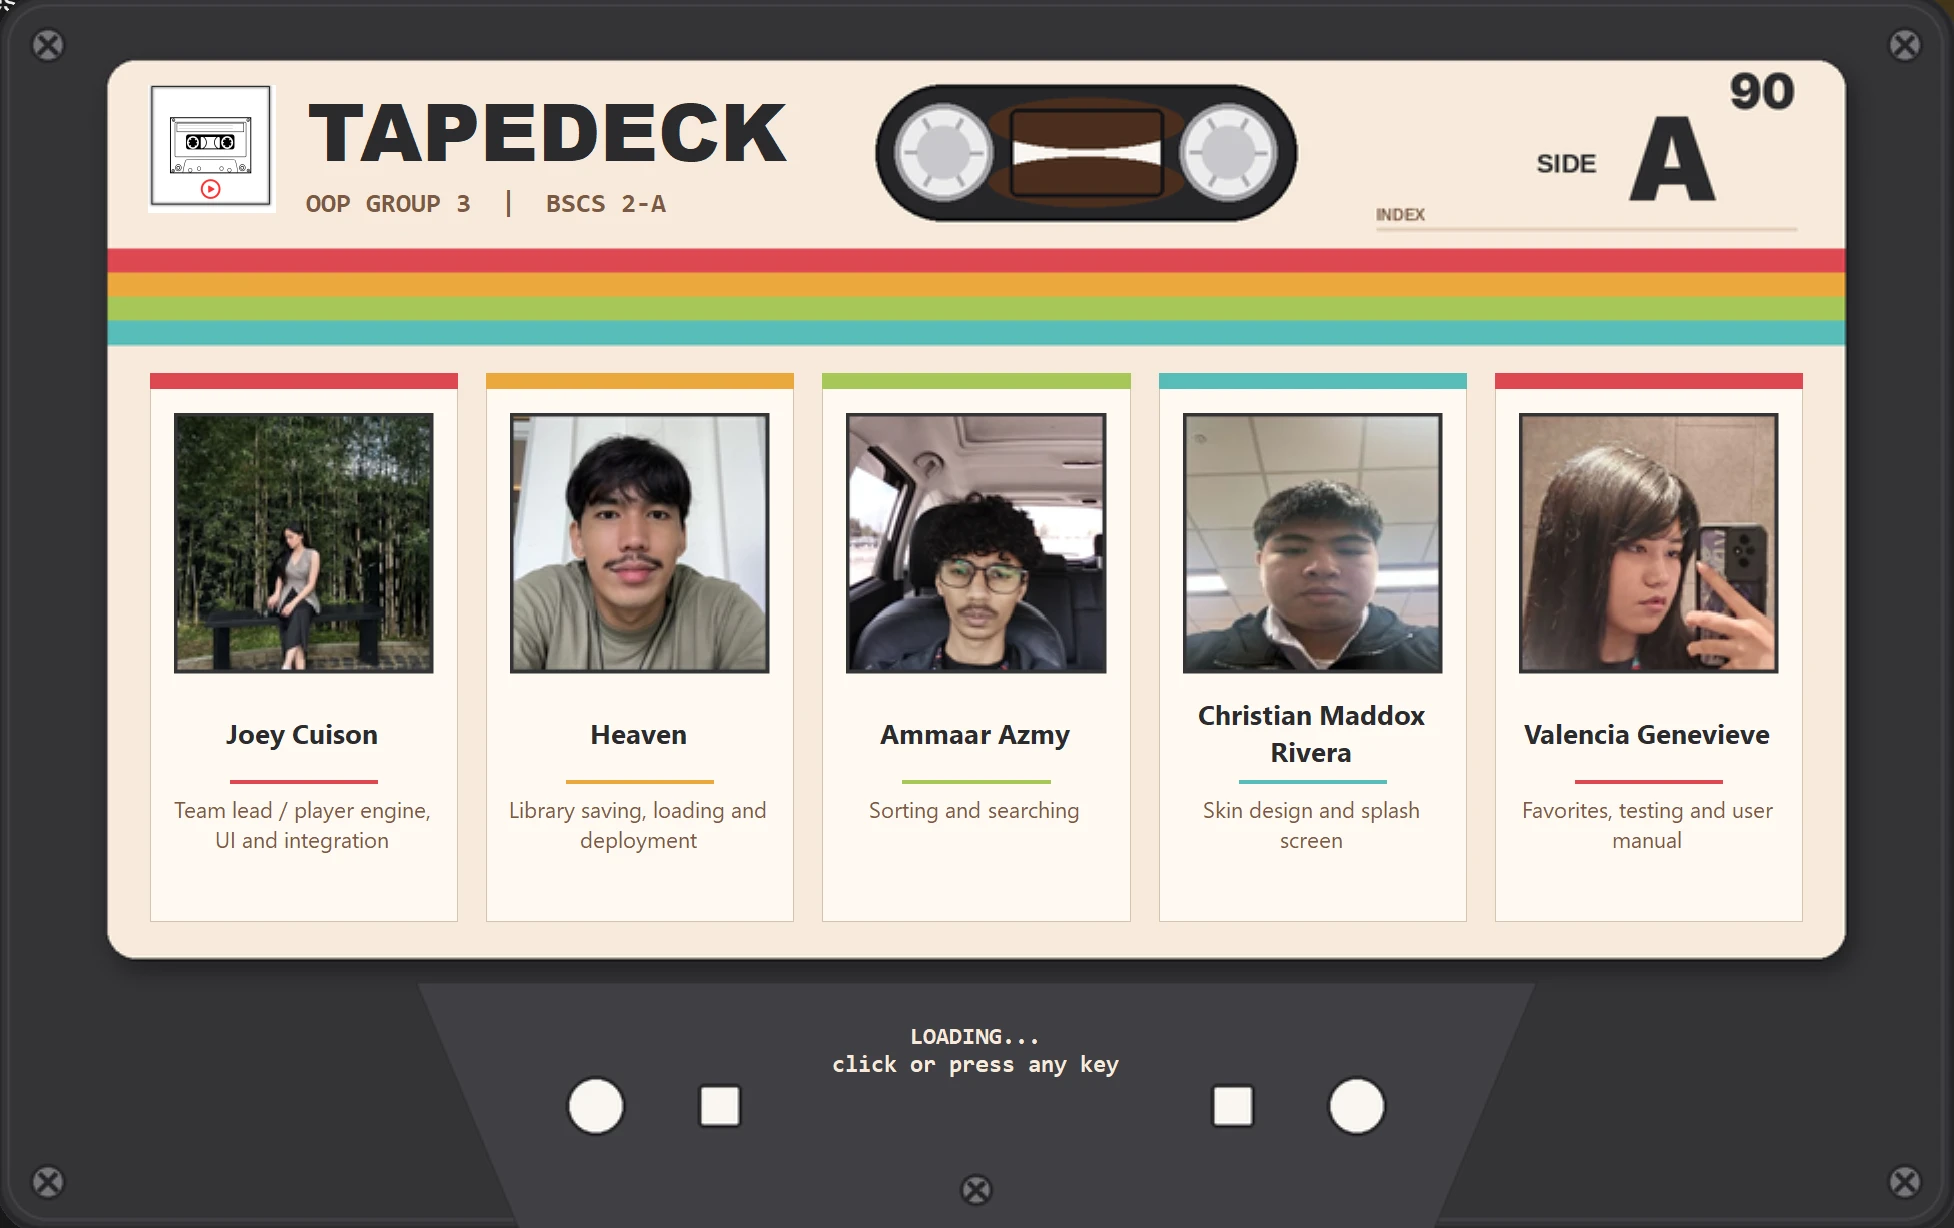 TAPEDECK
OOP GROUP 3 | BSCS 2-A
90
SIDE A
INDEX
Joey Cuison
Team lead / player engine,
UI and integration
Heaven
Library saving, loading and
deployment
Ammaar Azmy
Sorting and searching
Christian Maddox
Rivera
Skin design and splash
screen
Valencia Genevieve
Favorites, testing and user
manual
LOADING...
click or press any key